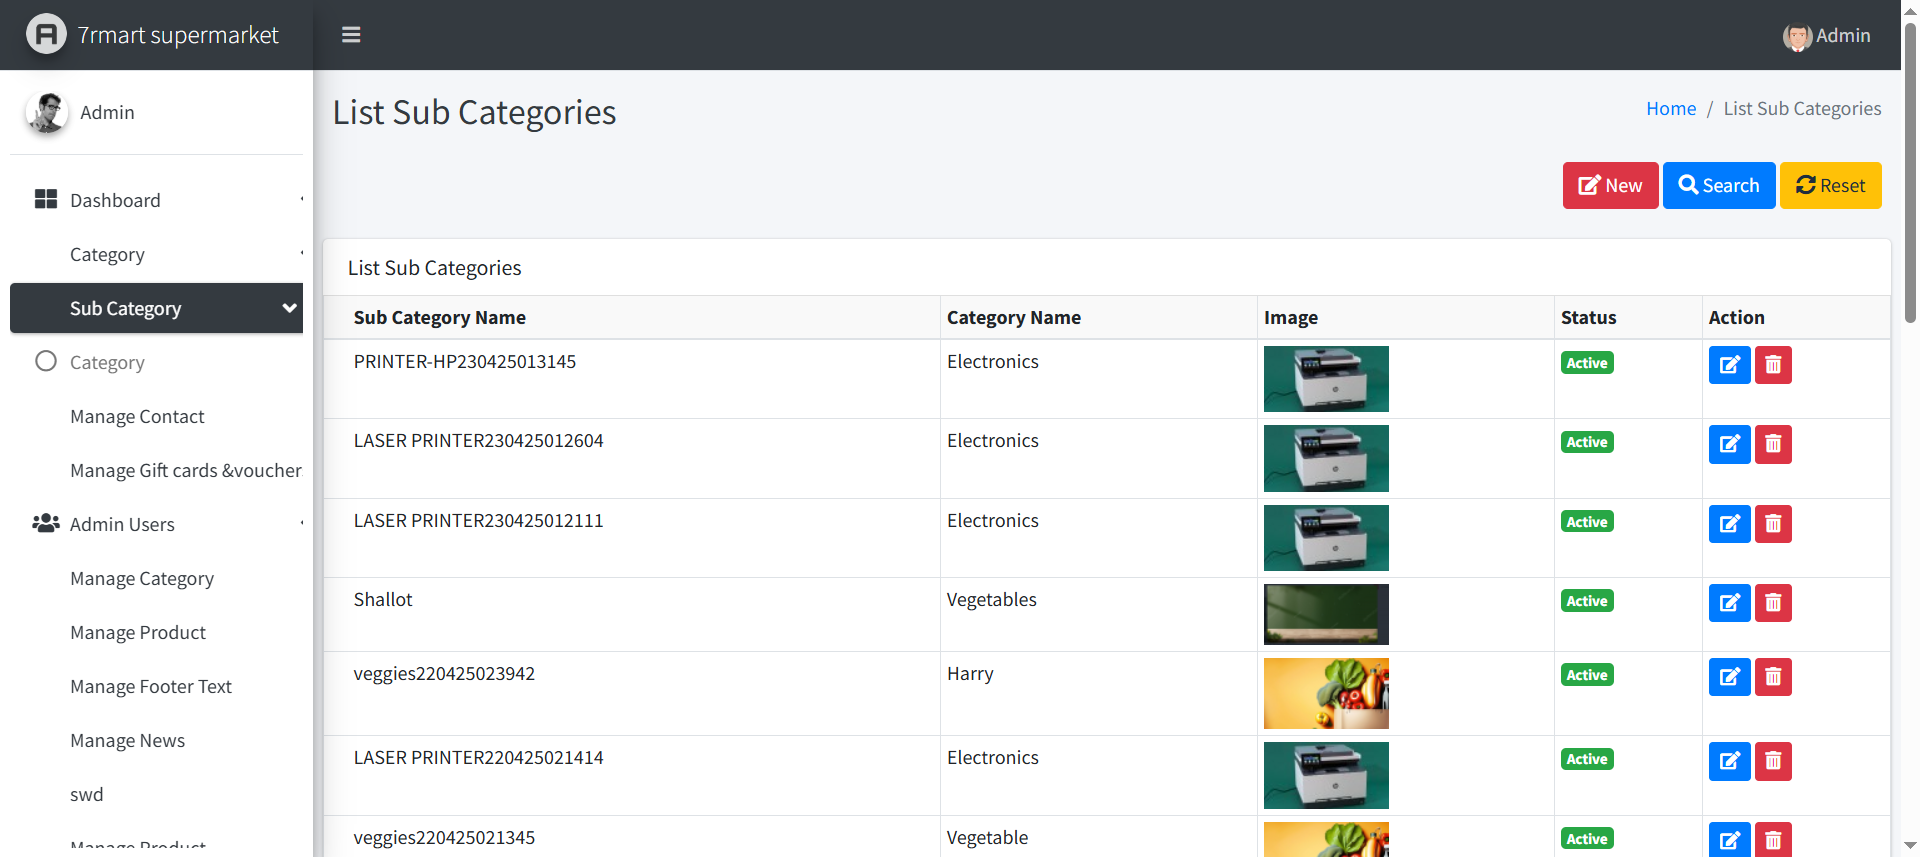 7rmart supermarket
Admin
Admin
Dashboard
Category
Sub Category
Category
Manage Contact
Manage Gift cards &voucher
Admin Users
Manage Category
Manage Product
Manage Footer Text
Manage News
swd
Manage Product
List Sub Categories
Home / List Sub Categories
New Search Reset
List Sub Categories
Sub Category Name Category Name Image Status Action
PRINTER-HP230425013145 Electronics Active
LASER PRINTER230425012604 Electronics Active
LASER PRINTER230425012111 Electronics Active
Shallot Vegetables Active
veggies220425023942 Harry Active
LASER PRINTER220425021414 Electronics Active
veggies220425021345 Vegetable Active